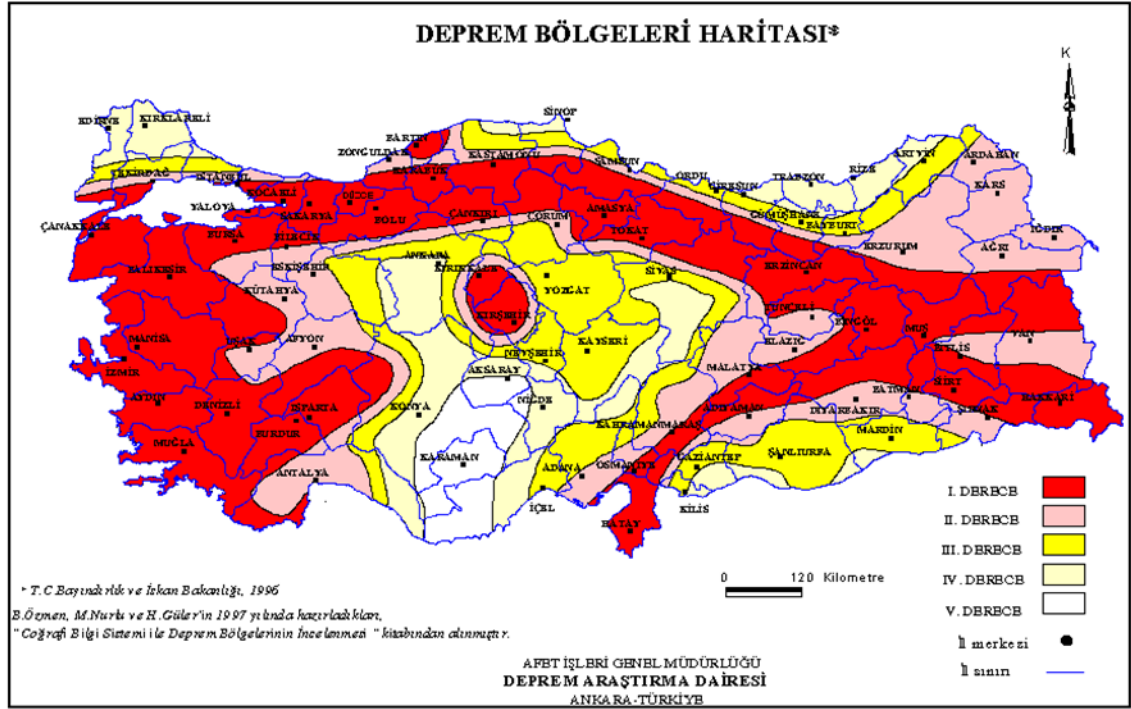 DEPREM BÖLGELERİ HARİTASI*
K
SİNOP
EDİRNE
KIRKLARELİ
BARTIN
ZONGULDAK
KASTAMONU
TEKİRDAĞ
İSTANBUL
KARABÜK
SAMSUN
ARTVİN
ARDAHAN
KOCAELİ
ORDU
GİRESUN
TRABZON
RİZE
KARS
YALOVA
SAKARYA
DÜZCE
BOLU
ÇANKIRI
ÇORUM
AMASYA
GÜMÜŞHANE
BAYBURT
ÇANAKKALE
BURSA
BİLECİK
TOKAT
ERZURUM
IĞDIR
AĞRI
BALIKESİR
ESKİŞEHİR
ANKARA
KIRIKKALE
YOZGAT
SİVAS
ERZİNCAN
KÜTAHYA
KIRŞEHİR
TUNCELİ
BİNGÖL
MUŞ
VAN
MANİSA
UŞAK
AFYON
NEVŞEHİR
KAYSERİ
ELAZIĞ
BİTLİS
İZMİR
AKSARAY
MALATYA
SİİRT
AYDIN
DENİZLİ
ISPARTA
KONYA
NİĞDE
ADIYAMAN
DİYARBAKIR
BATMAN
ŞIRNAK
HAKKARİ
BURDUR
KAHRAMANMARAŞ
MARDİN
MUĞLA
KARAMAN
ADANA
OSMANİYE
GAZİANTEP
ŞANLIURFA
ANTALYA
İÇEL
KİLİS
HATAY
I. DERECE
II. DERECE
III. DERECE
IV. DERECE
V. DERECE
İl merkezi
İl sınırı
0 120 Kilometre
* T.C Bayındırlık ve İskan Bakanlığı, 1996
B.Özmen, M.Nurlu ve H.Güler'in 1997 yılında hazırladıkları,
"Coğrafi Bilgi Sistemi ile Deprem Bölgelerinin İncelenmesi" kitabından alınmıştır.
AFET İŞLERİ GENEL MÜDÜRLÜĞÜ
DEPREM ARAŞTIRMA DAİRESİ
ANKARA-TÜRKİYE